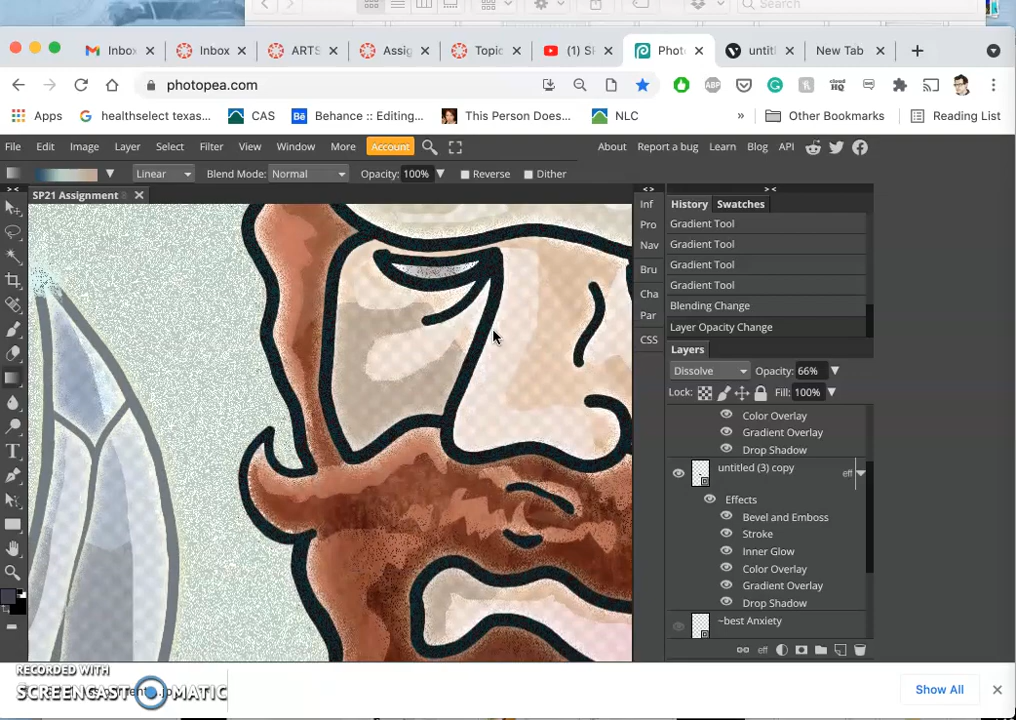 Search
Inbox
Inbox
ARTS
Assig
Topic
(1) S
Phot
untitl
New Tab
photopea.com
Apps
healthselect texas...
CAS
Behance :: Editing...
This Person Does...
NLC
»
Other Bookmarks
Reading List
File Edit Image Layer Select Filter View Window More Account
About Report a bug Learn Blog API
Linear
Blend Mode: Normal
Opacity: 100%
Reverse
Dither
SP21 Assignment
Inf
Pro
Nav
Bru
Cha
Par
CSS
History Swatches
Gradient Tool
Gradient Tool
Gradient Tool
Gradient Tool
Blending Change
Layer Opacity Change
Layers
Dissolve
Opacity: 66%
Lock:
Fill: 100%
Color Overlay
Gradient Overlay
Drop Shadow
untitled (3) copy
eff
Effects
Bevel and Emboss
Stroke
Inner Glow
Color Overlay
Gradient Overlay
Drop Shadow
~best Anxiety
eff
RECORDED WITH
SCREENCAST-O-MATIC
Show All